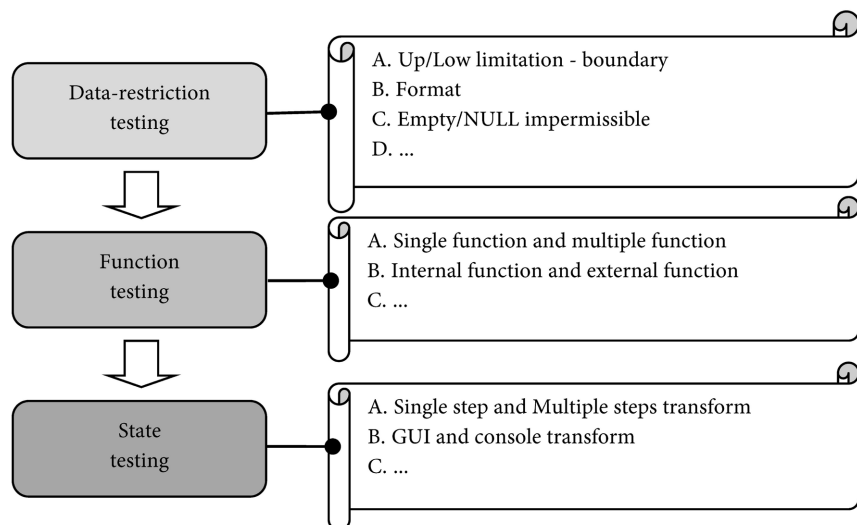 Data-restriction
testing
A. Up/Low limitation - boundary
B. Format
C. Empty/NULL impermissible
D. ...
Function
testing
A. Single function and multiple function
B. Internal function and external function
C. ...
State
testing
A. Single step and Multiple steps transform
B. GUI and console transform
C. ...